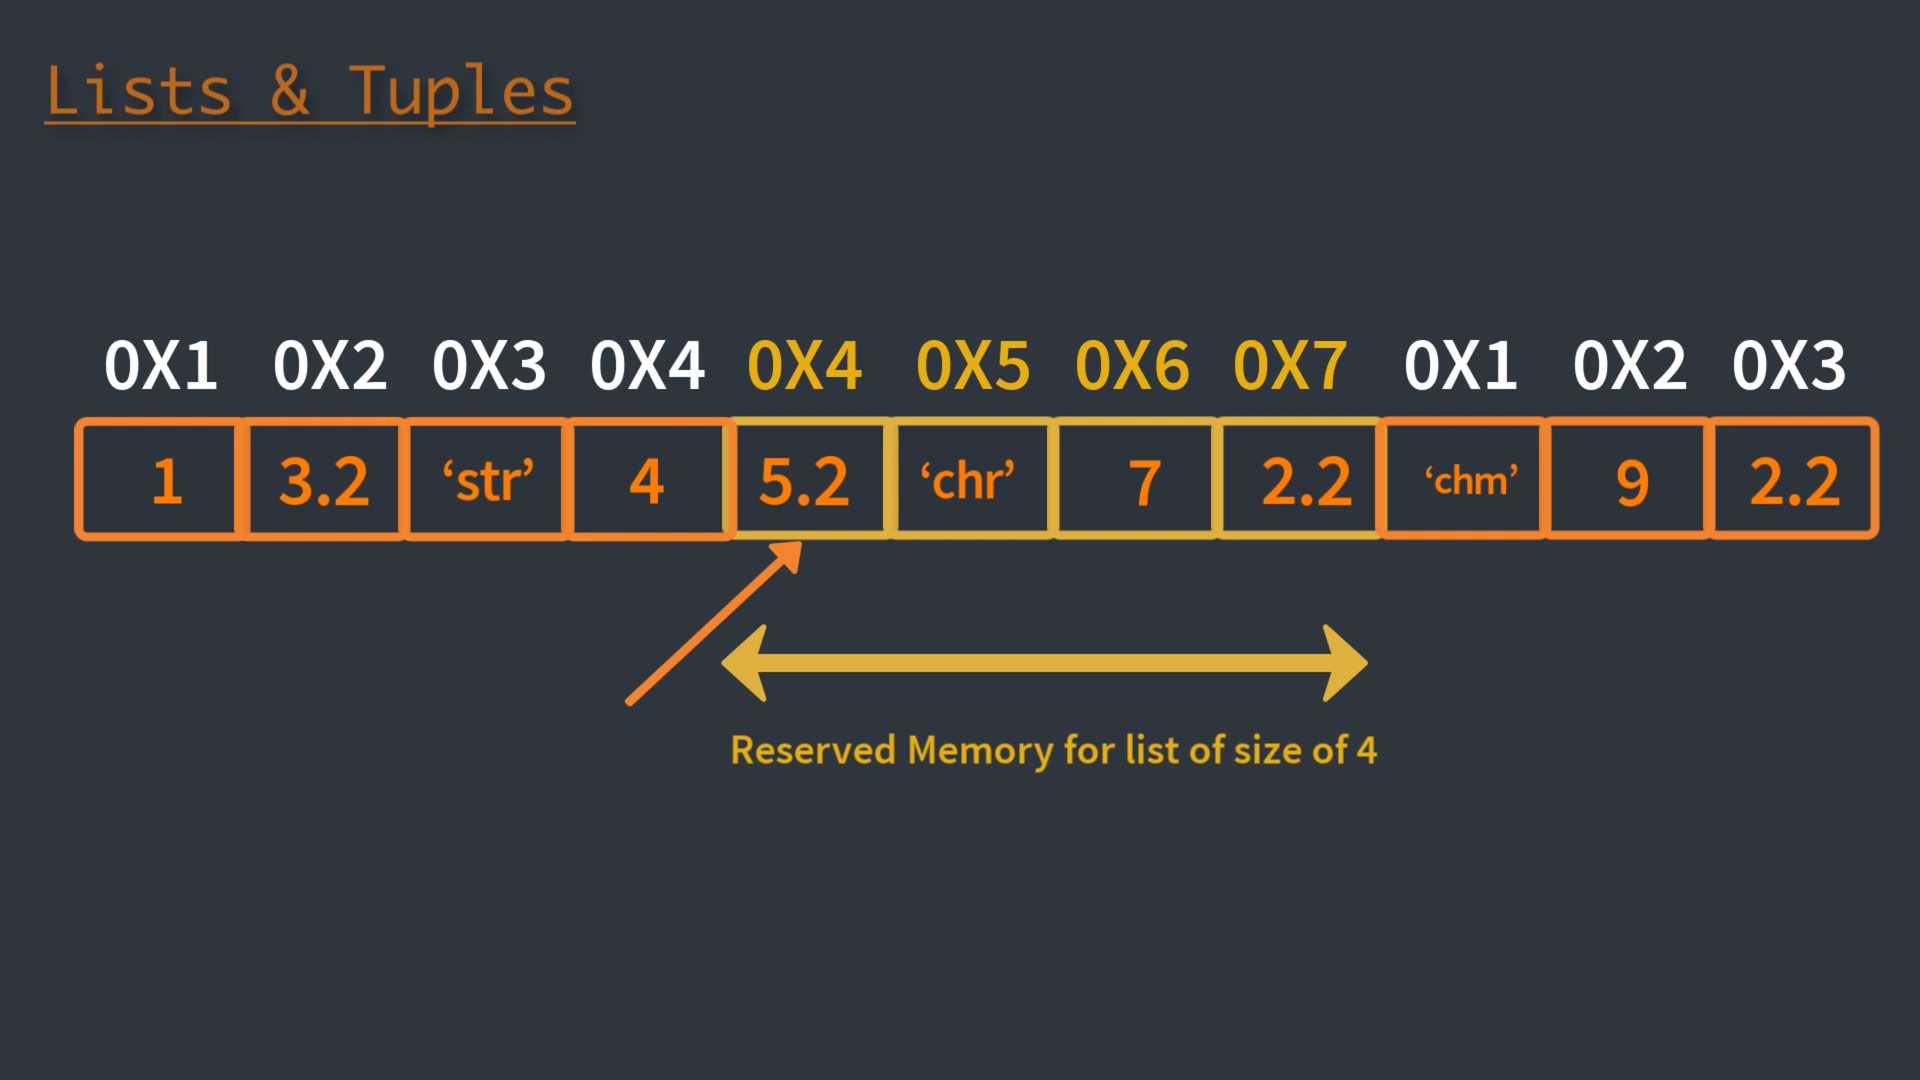 Lists & Tuples
0X1 0X2 0X3 0X4 0X4 0X5 0X6 0X7 0X1 0X2 0X3
1 3.2 ‘str’ 4 5.2 ‘chr’ 7 2.2 ‘chm’ 9 2.2
Reserved Memory for list of size of 4